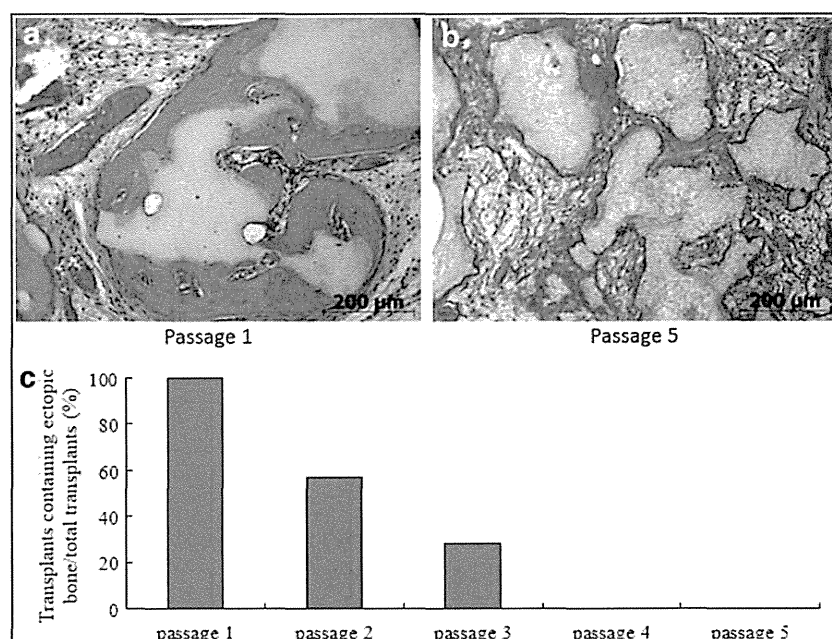 a
b
200 μm
200 μm
Passage 1
Passage 5
c
Transplants containing ectopic
bone/total transplants (%)
100
80
60
40
20
0
passage 1
passage 2
passage 3
passage 4
passage 5